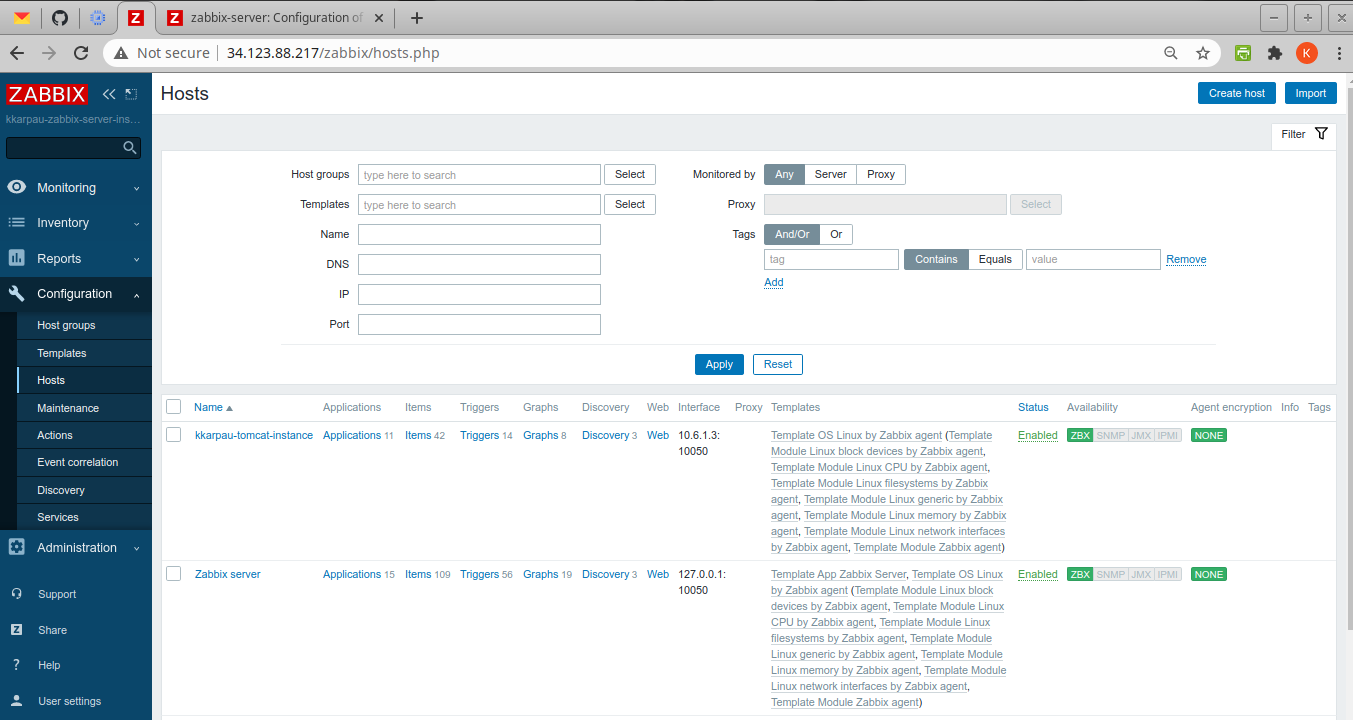 zabbix-server: Configuration of
Not secure 34.123.88.217/zabbix/hosts.php
K
ZABBIX
kkarpau-zabbix-server-ins...
Monitoring
Inventory
Reports
Configuration
Host groups
Templates
Hosts
Maintenance
Actions
Event correlation
Discovery
Services
Administration
Support
Share
Help
User settings
Hosts
Create host
Import
Filter
Host groups type here to search Select
Templates type here to search Select
Name
DNS
IP
Port
Monitored by Any Server Proxy
Proxy Select
Tags And/Or Or
tag Contains Equals value Remove
Add
Apply Reset
Name Applications Items Triggers Graphs Discovery Web Interface Proxy Templates Status Availability Agent encryption Info Tags
kkarpau-tomcat-instance Applications 11 Items 42 Triggers 14 Graphs 8 Discovery 3 Web 10.6.1.3:
10050
Template OS Linux by Zabbix agent (Template
Module Linux block devices by Zabbix agent,
Template Module Linux CPU by Zabbix agent,
Template Module Linux filesystems by Zabbix
agent, Template Module Linux generic by Zabbix
agent, Template Module Linux memory by Zabbix
agent, Template Module Linux network interfaces
by Zabbix agent, Template Module Zabbix agent)
Enabled ZBX SNMP JMX IPMI NONE
Zabbix server Applications 15 Items 109 Triggers 56 Graphs 19 Discovery 3 Web 127.0.0.1:
10050
Template App Zabbix Server, Template OS Linux
by Zabbix agent (Template Module Linux block
devices by Zabbix agent, Template Module Linux
CPU by Zabbix agent, Template Module Linux
filesystems by Zabbix agent, Template Module
Linux generic by Zabbix agent, Template Module
Linux memory by Zabbix agent, Template Module
Linux network interfaces by Zabbix agent,
Template Module Zabbix agent)
Enabled ZBX SNMP JMX IPMI NONE